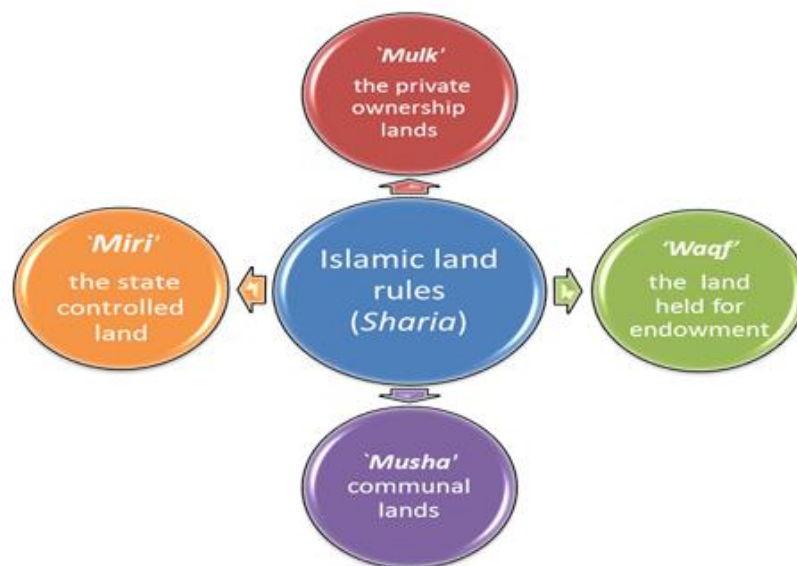 `Mulk'
the private
ownership
lands
`Miri'
the state
controlled
land
Islamic land
rules
(Sharia)
‘Waqf’
the land
held for
endowment
`Musha'
communal
lands